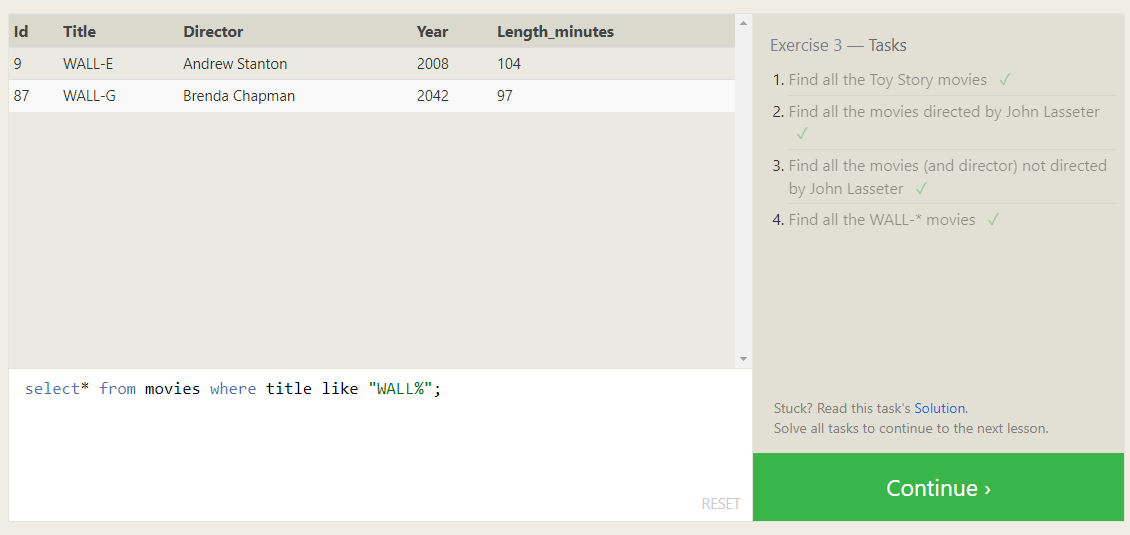 Id Title Director Year Length_minutes
9 WALL-E Andrew Stanton 2008 104
87 WALL-G Brenda Chapman 2042 97
select* from movies where title like "WALL%";
RESET
Exercise 3 — Tasks
1. Find all the Toy Story movies ✓
2. Find all the movies directed by John Lasseter
✓
3. Find all the movies (and director) not directed
by John Lasseter ✓
4. Find all the WALL-* movies ✓
Stuck? Read this task's Solution.
Solve all tasks to continue to the next lesson.
Continue ›